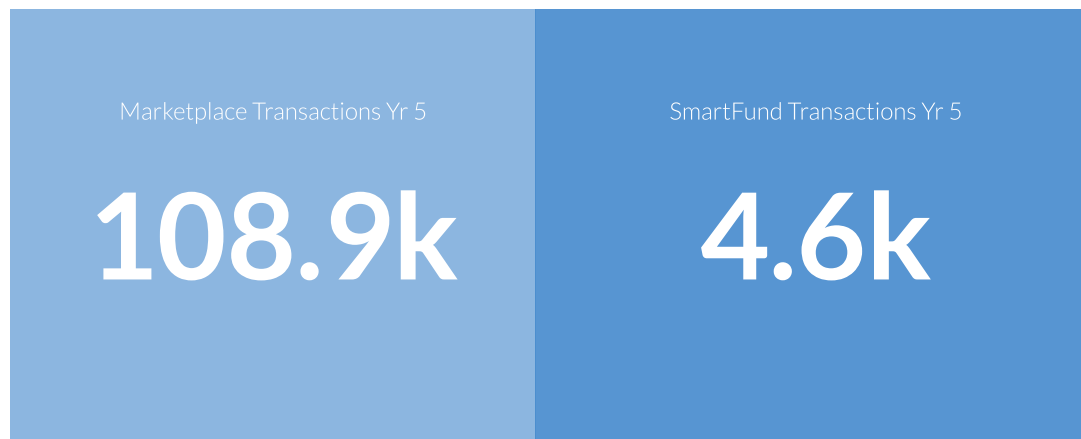 Marketplace Transactions Yr 5
108.9k
SmartFund Transactions Yr 5
4.6k